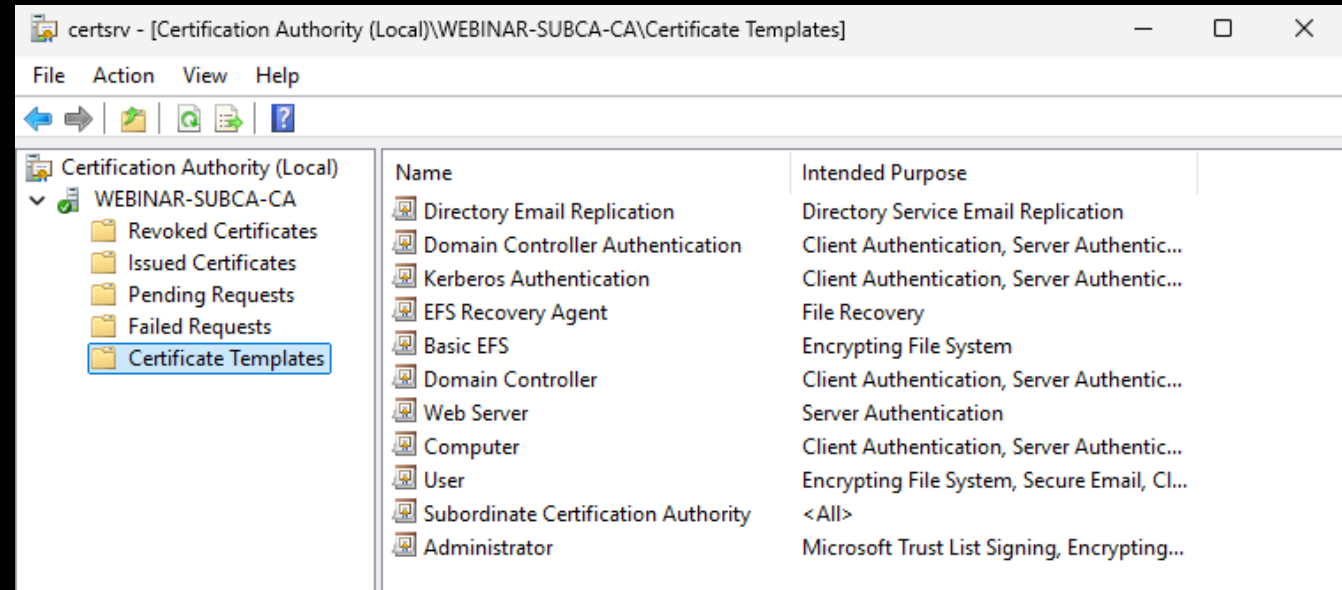 certsrv - [Certification Authority (Local)\WEBINAR-SUBCA-CA\Certificate Templates]
File Action View Help
?
Certification Authority (Local)
WEBINAR-SUBCA-CA
Revoked Certificates
Issued Certificates
Pending Requests
Failed Requests
Certificate Templates
Name Intended Purpose
Directory Email Replication Directory Service Email Replication
Domain Controller Authentication Client Authentication, Server Authentic...
Kerberos Authentication Client Authentication, Server Authentic...
EFS Recovery Agent File Recovery
Basic EFS Encrypting File System
Domain Controller Client Authentication, Server Authentic...
Web Server Server Authentication
Computer Client Authentication, Server Authentic...
User Encrypting File System, Secure Email, Cl...
Subordinate Certification Authority <All>
Administrator Microsoft Trust List Signing, Encrypting...